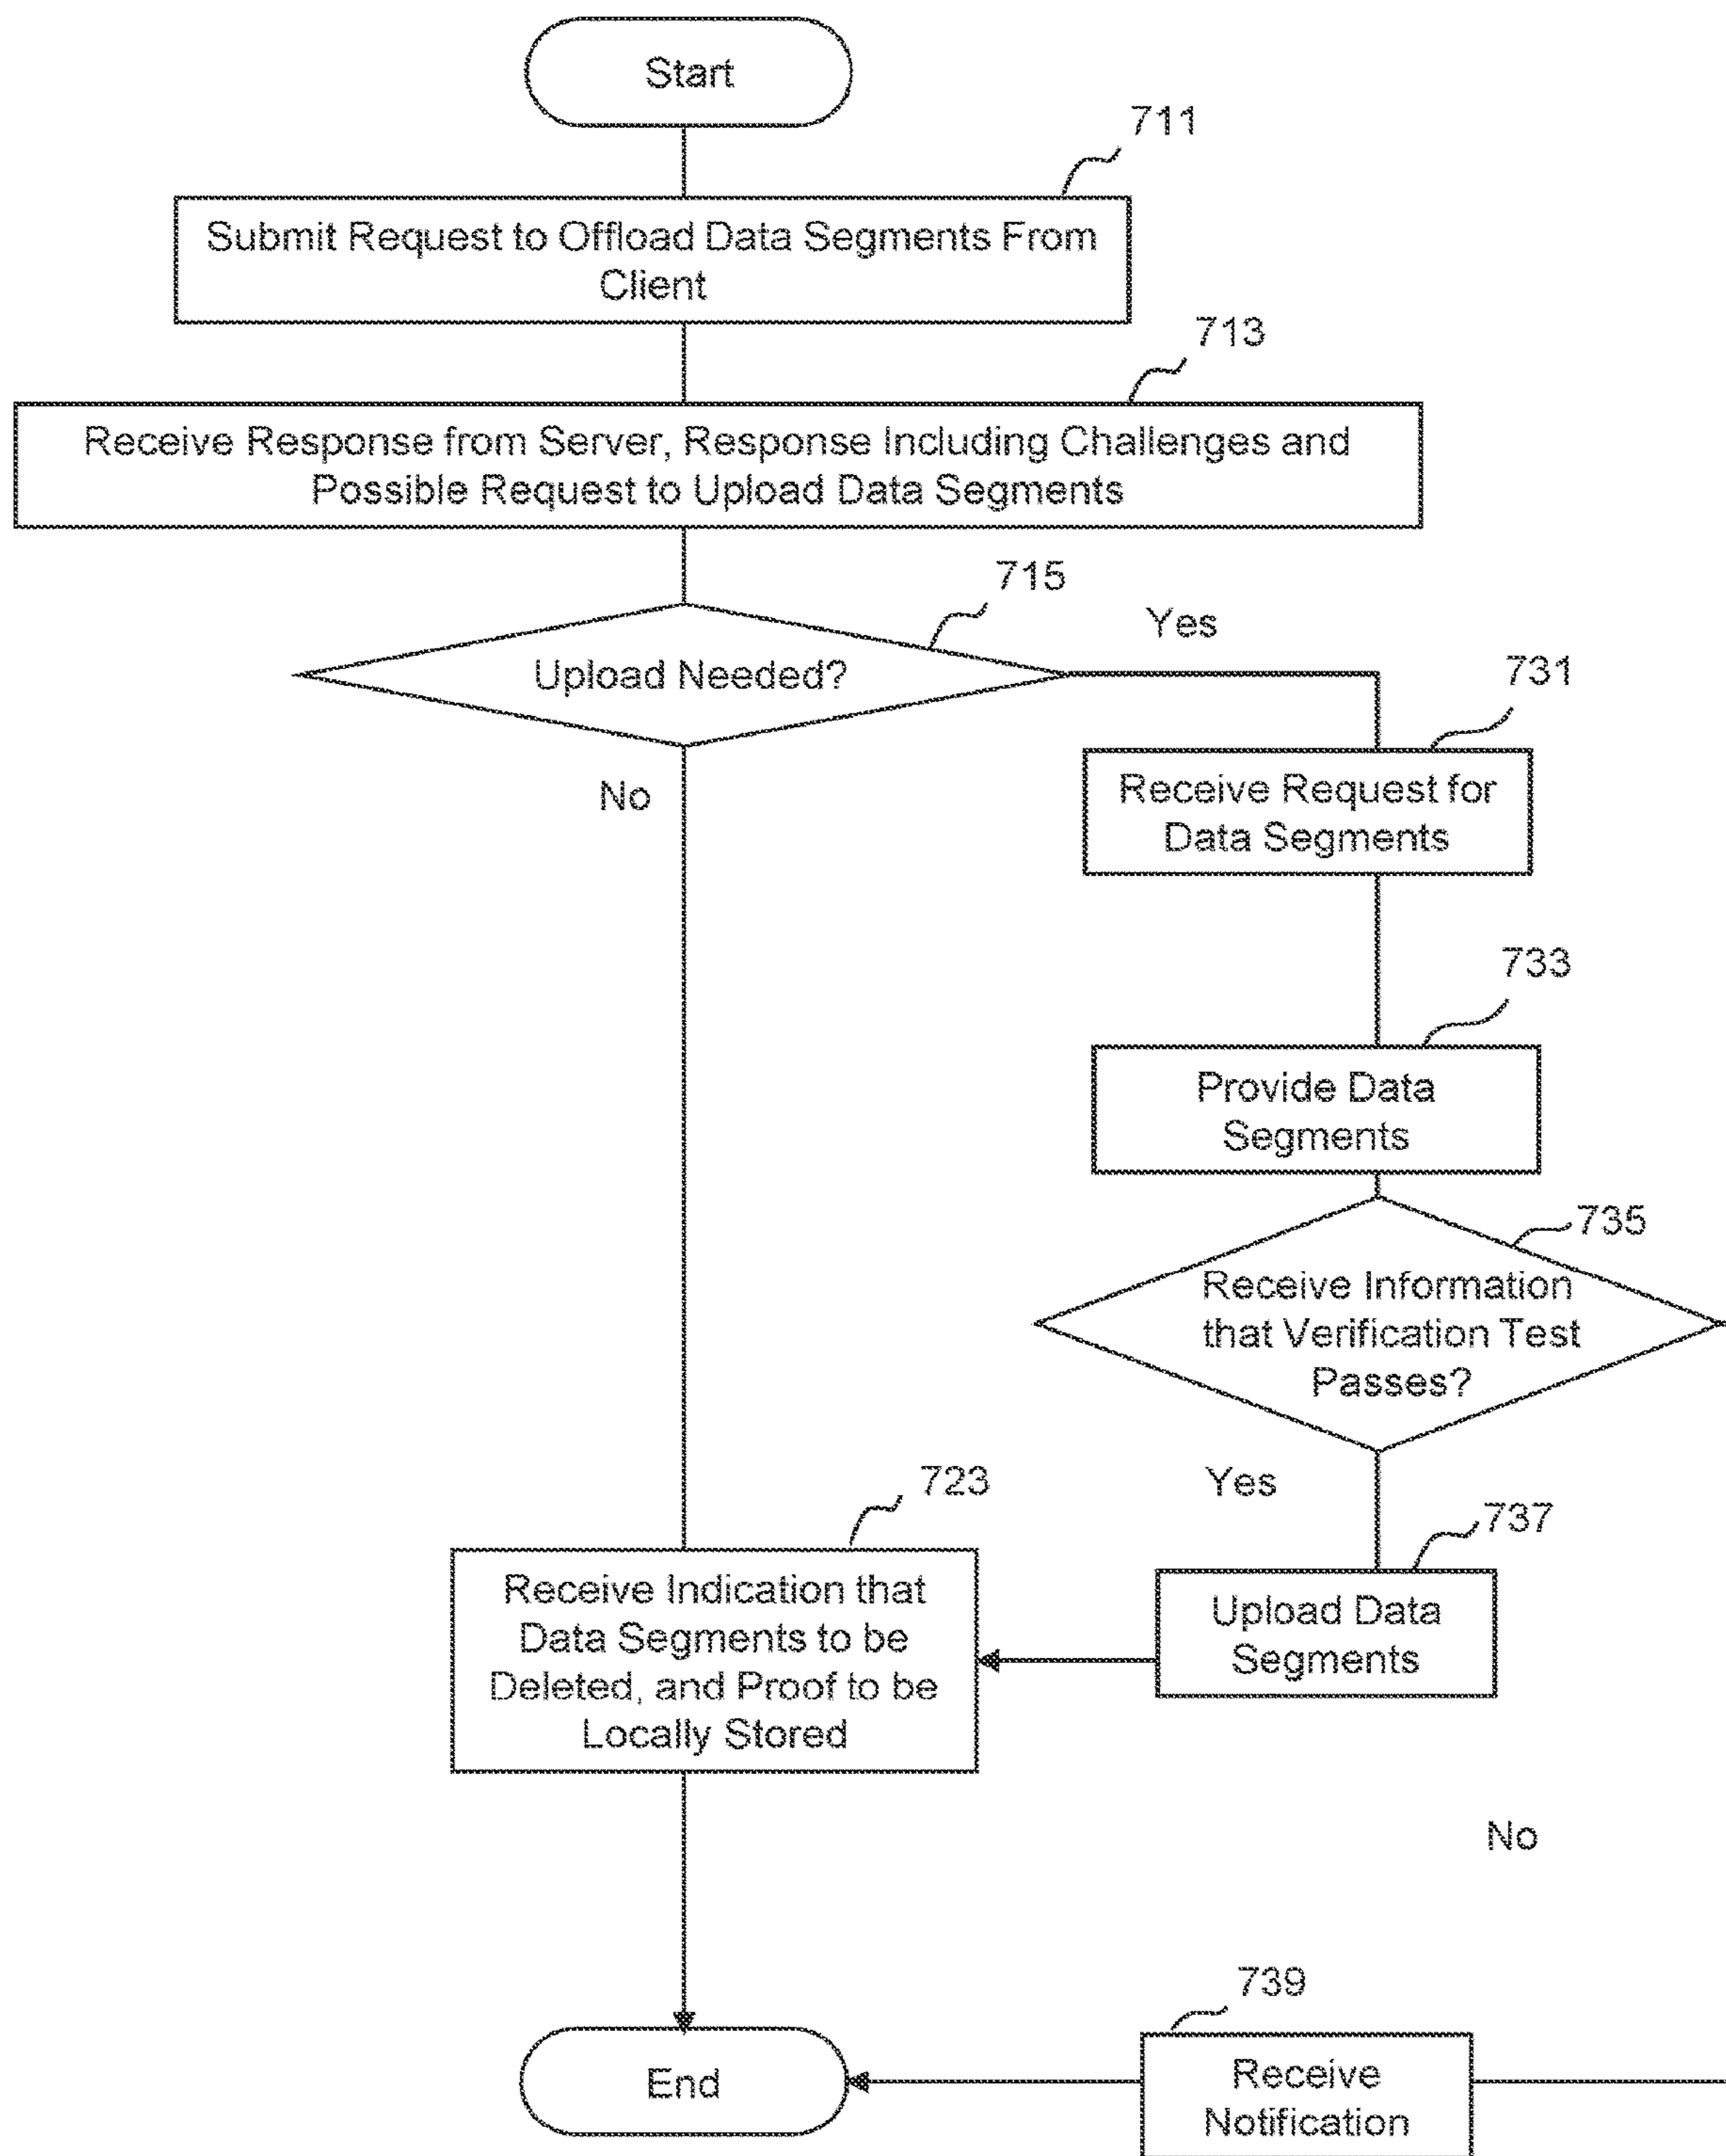 Start
711
Submit Request to Offload Data Segments From
Client
713
Receive Response from Server, Response Including Challenges and
Possible Request to Upload Data Segments
715
Yes
Upload Needed?
731
No
Receive Request for
Data Segments
733
Provide Data
Segments
735
Receive Information
that Verification Test
Passes?
723
Yes
737
Receive Indication that
Data Segments to be
Deleted, and Proof to be
Locally Stored
Upload Data
Segments
No
739
End
Receive
Notification